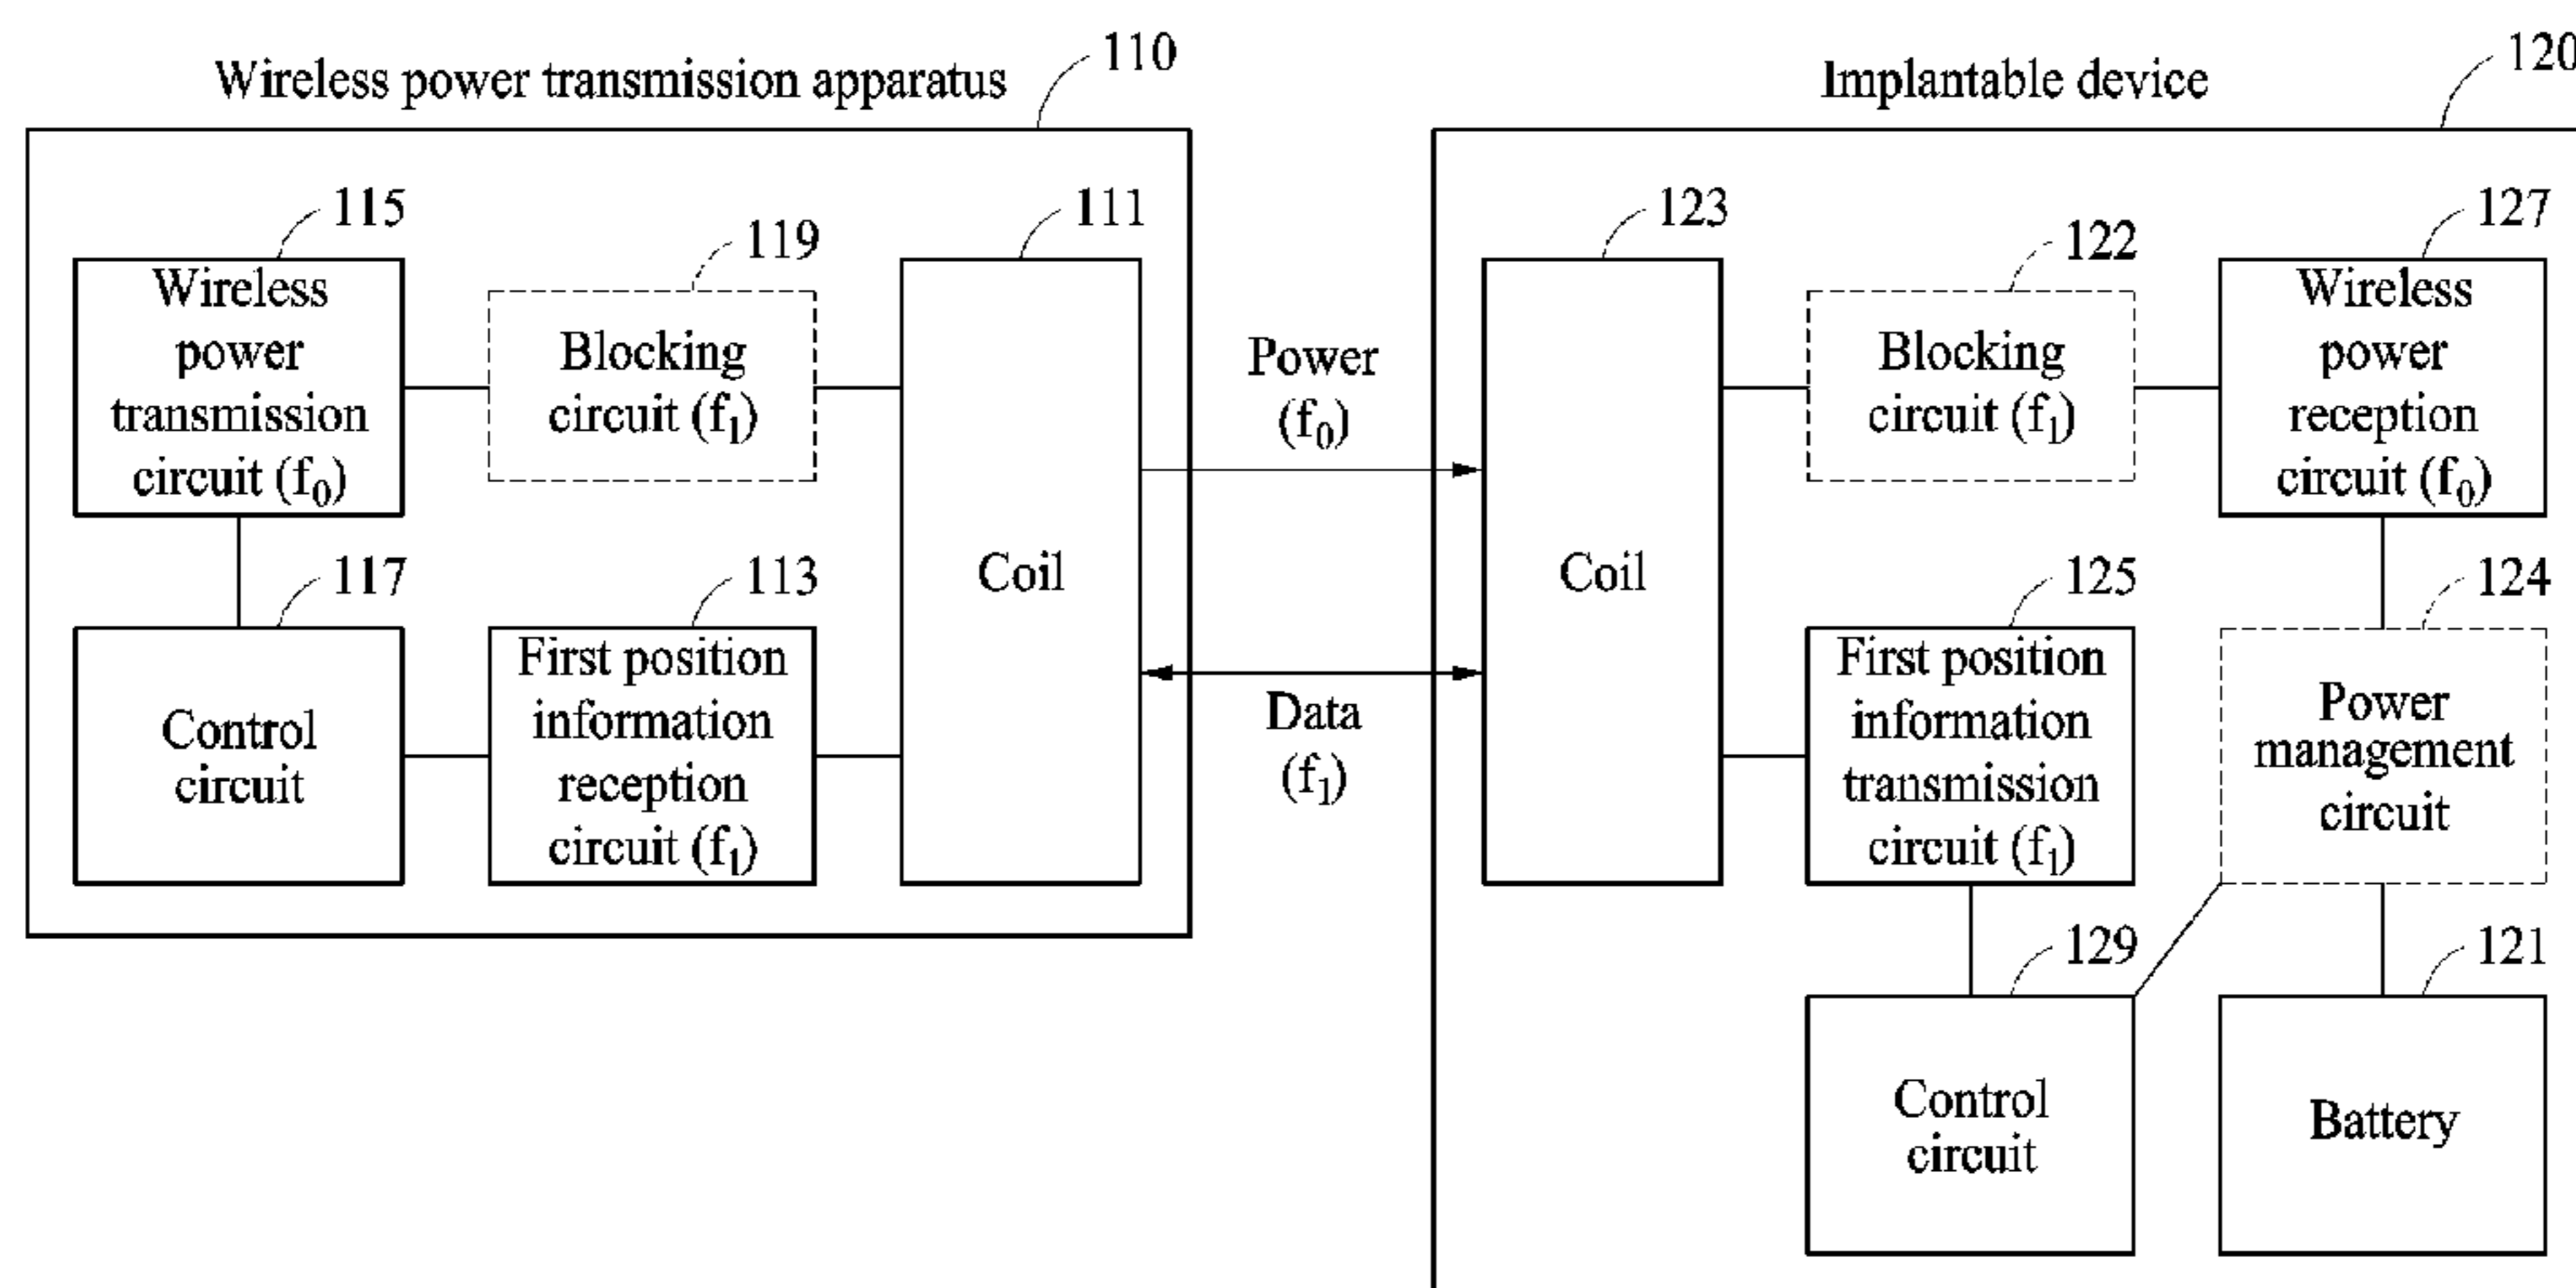 Wireless power transmission apparatus
110
115
Wireless
power
transmission
circuit (f0)
119
Blocking
circuit (f1)
111
Coil
117
Control
circuit
113
First position
information
reception
circuit (f1)
Power
(f0)
Data
(f1)
Implantable device
120
123
Coil
122
Blocking
circuit (f1)
127
Wireless
power
reception
circuit (f0)
125
First position
information
transmission
circuit (f1)
124
Power
management
circuit
129
Control
circuit
121
Battery